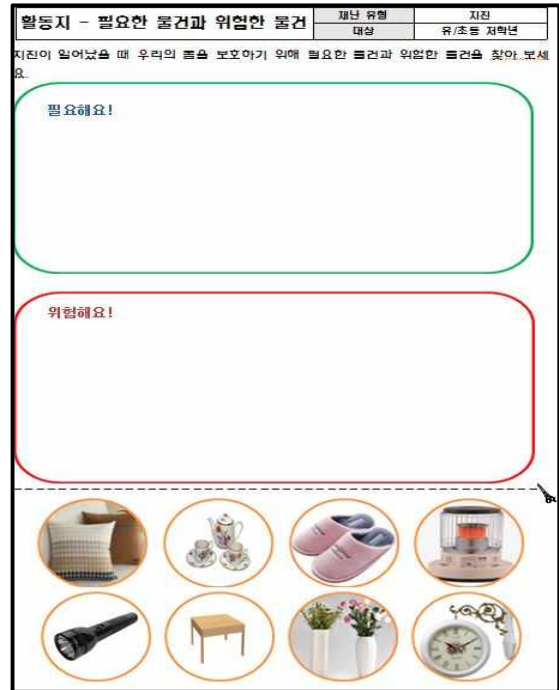 활동지 - 필요한 물건과 위험한 물건
재난 유형 지진
대상 유/초등 저학년
지진이 일어났을 때 우리의 몸을 보호하기 위해 필요한 물건과 위험한 물건을 찾아 보세
요.
필요해요!
위험해요!